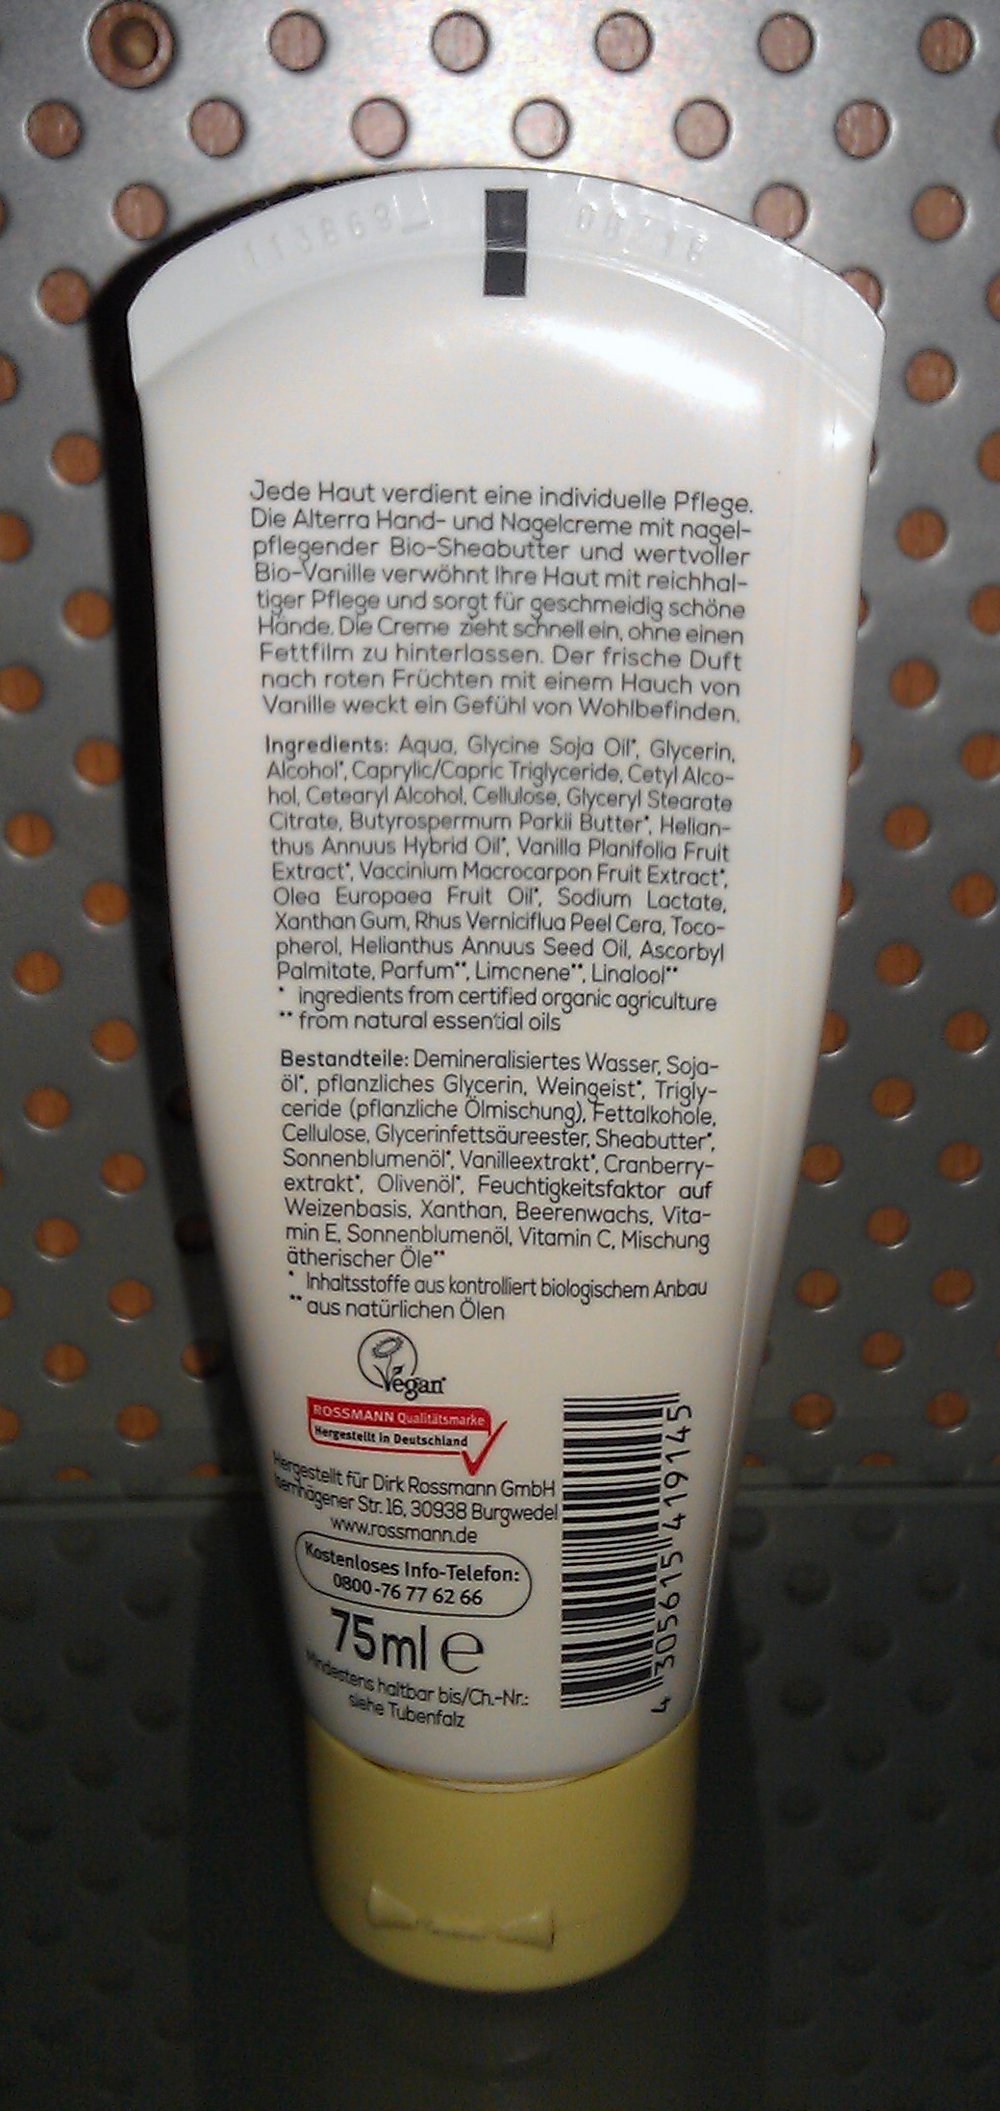 Jede Haut verdient eine individuelle Pflege.
Die Alterra Hand- und Nagelcreme mit nagel-
pflegender Bio-Sheabutter und wertvoller
Bio-Vanille verwöhnt Ihre Haut mit reichhal-
tiger Pflege und sorgt für geschmeidig schöne
Hände. Die Creme zieht schnell ein, ohne einen
Fettfilm zu hinterlassen. Der frische Duft
nach roten Früchten mit einem Hauch von
Vanille weckt ein Gefühl von Wohlbefinden.
Ingredients: Aqua, Glycine Soja Oil*, Glycerin,
Alcohol*, Caprylic/Capric Triglyceride, Cetyl Alco-
hol, Cetearyl Alcohol, Cellulose, Glyceryl Stearate
Citrate, Butyrospermum Parkii Butter*, Helian-
thus Annuus Hybrid Oil*, Vanilla Planifolia Fruit
Extract*, Vaccinium Macrocarpon Fruit Extract*,
Olea Europaea Fruit Oil*, Sodium Lactate,
Xanthan Gum, Rhus Verniciflua Peel Cera, Toco-
pherol, Helianthus Annuus Seed Oil, Ascorbyl
Palmitate, Parfum**, Limonene**, Linalool**
* ingredients from certified organic agriculture
** from natural essential oils
Bestandteile: Demineralisiertes Wasser, Soja-
öl*, pflanzliches Glycerin, Weingeist*, Trigly-
ceride (pflanzliche Ölmischung), Fettalkohole,
Cellulose, Glycerinfettsäureester, Sheabutter*,
Sonnenblumenöl*, Vanilleextrakt*, Cranberry-
extrakt*, Olivenöl*, Feuchtigkeitsfaktor auf
Weizenbasis, Xanthan, Beerenwachs, Vita-
min E, Sonnenblumenöl, Vitamin C, Mischung
ätherischer Öle**
* Inhaltsstoffe aus kontrolliert biologischem Anbau
** aus natürlichen Ölen
Vegan
ROSSMANN Qualitätsmarke
Hergestellt in Deutschland
Hergestellt für Dirk Rossmann GmbH
Isernhägener Str. 16, 30938 Burgwedel
www.rossmann.de
Kostenloses Info-Telefon:
0800-76 77 62 66
75ml e
Mindestens haltbar bis/Ch.-Nr.:
siehe Tubenfalz
4 305615 419145